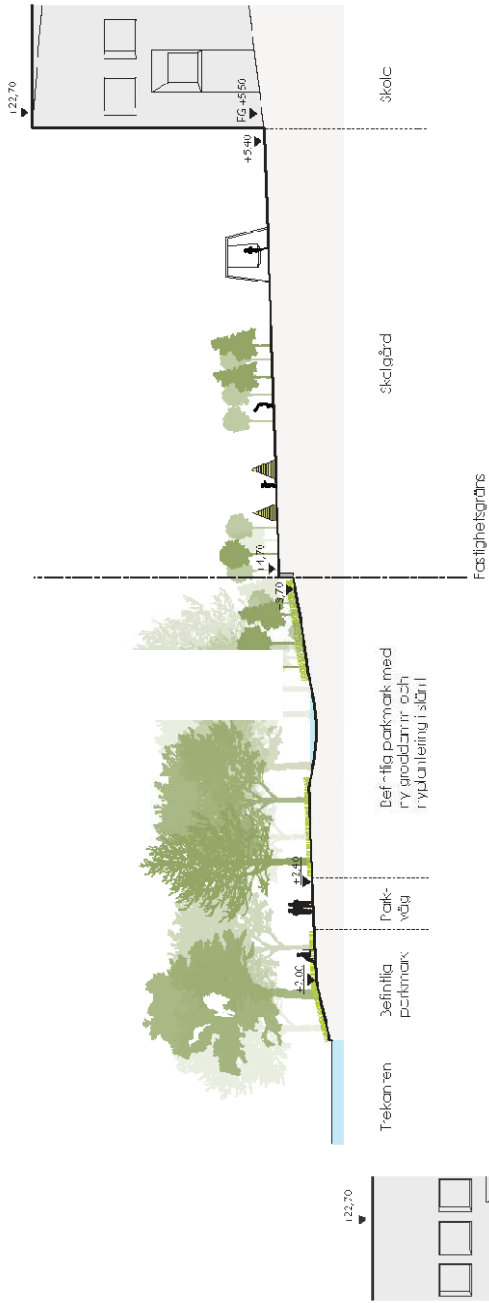 +22,70
FG +5,50
+5,40
+4,70
+3,70
+2,40
+2,00
Trekanten
Befintlig
parkmark
Park-
väg
Befintlig parkmark med
ny groddamm och
nyplantering i slänt
Skolgård
Skola
Fastighetsgräns
+22,70